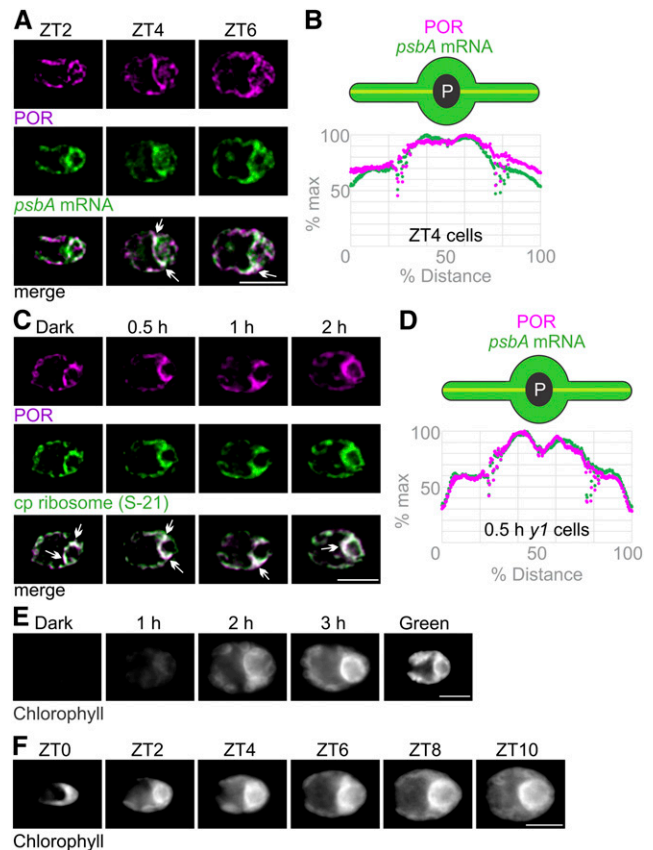 A
ZT2 ZT4 ZT6
POR
psbA mRNA
merge
B
POR
psbA mRNA
P
% max
100
50
ZT4 cells
0 50 100
% Distance
C
Dark 0.5 h 1 h 2 h
POR
cp ribosome (S-21)
merge
D
POR
psbA mRNA
P
% max
100
50
0.5 h y1 cells
0 50 100
% Distance
E
Dark 1 h 2 h 3 h Green
Chlorophyll
F
ZT0 ZT2 ZT4 ZT6 ZT8 ZT10
Chlorophyll